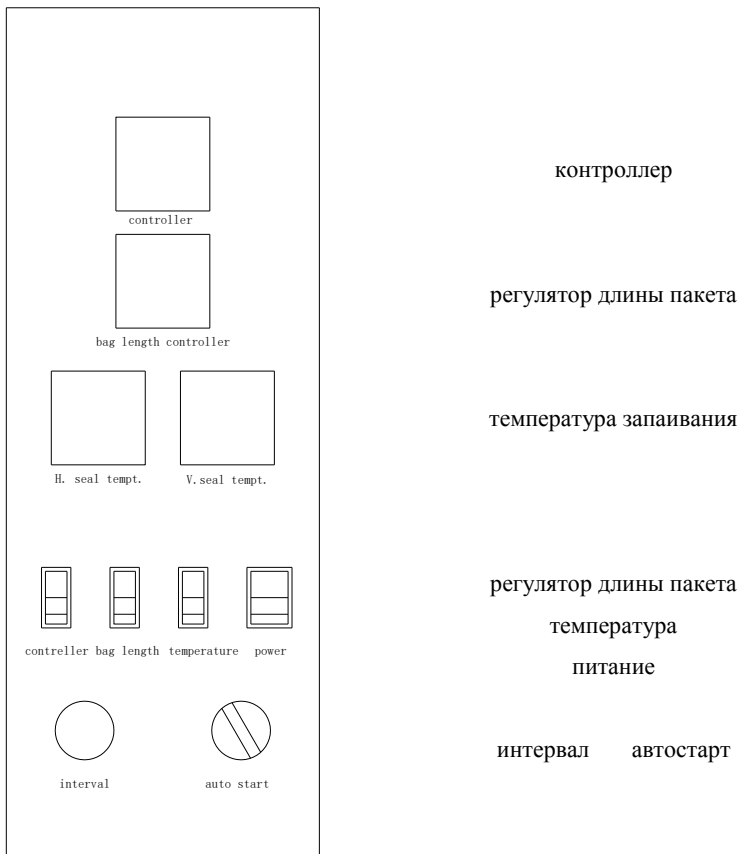 контроллер
controller
регулятор длины пакета
bag length controller
температура запаивания
H. seal tempt. V.seal tempt.
регулятор длины пакета
температура
contreller bag length temperature power
питание
интервал автостарт
interval auto start